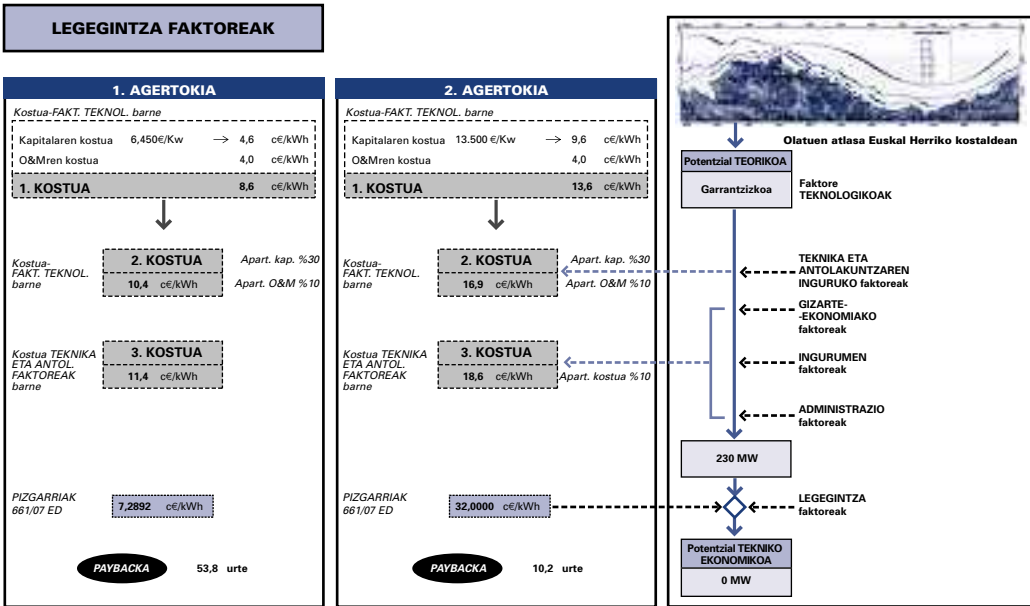 LEGEGINTZA FAKTOREAK
1. AGERTOKIA
Kostua-FAKT. TEKNOL. barne
Kapitalaren kostua 6,450€/Kw → 4,6 c€/kWh
O&Mren kostua 4,0 c€/kWh
1. KOSTUA 8,6 c€/kWh
Kostua-
FAKT. TEKNOL.
barne
2. KOSTUA
10,4 c€/kWh
Apart. kap. %30
Apart. O&M %10
Kostua TEKNIKA
ETA ANTOL.
FAKTOREAK
barne
3. KOSTUA
11,4 c€/kWh
PIZGARRIAK
661/07 ED
7,2892 c€/kWh
PAYBACKA 53,8 urte
2. AGERTOKIA
Kostua-FAKT. TEKNOL. barne
Kapitalaren kostua 13.500 €/Kw → 9,6 c€/kWh
O&Mren kostua 4,0 c€/kWh
1. KOSTUA 13,6 c€/kWh
Kostua-
FAKT. TEKNOL.
barne
2. KOSTUA
16,9 c€/kWh
Apart. kap. %30
Apart. O&M %10
Kostua TEKNIKA
ETA ANTOL.
FAKTOREAK
barne
3. KOSTUA
18,6 c€/kWh
Apart. kostua %10
PIZGARRIAK
661/07 ED
32,0000 c€/kWh
PAYBACKA 10,2 urte
Olatuen atlasa Euskal Herriko kostaldean
Potentzial TEORIKOA
Garrantzizkoa
Faktore
TEKNOLOGIKOAK
TEKNIKA ETA
ANTOLAKUNTZAREN
INGURUKO faktoreak
GIZARTE-
-EKONOMIAKO
faktoreak
INGURUMEN
faktoreak
ADMINISTRAZIO
faktoreak
230 MW
LEGEGINTZA
faktoreak
Potentzial TEKNIKO
EKONOMIKOA
0 MW